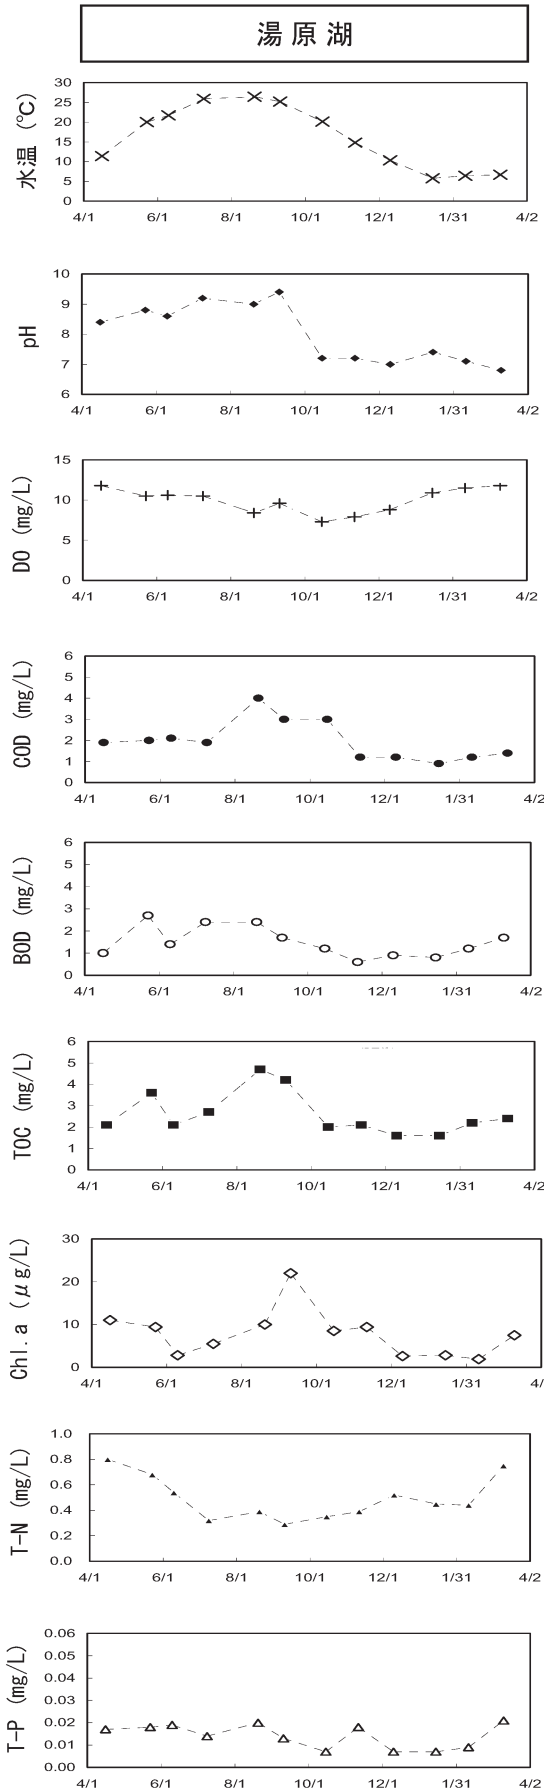 湯原湖
水温 (℃)
30
25
20
15
10
5
0
4/1 6/1 8/1 10/1 12/1 1/31 4/2
pH
10
9
8
7
6
4/1 6/1 8/1 10/1 12/1 1/31 4/2
DO (mg/L)
15
10
5
0
4/1 6/1 8/1 10/1 12/1 1/31 4/2
COD (mg/L)
6
5
4
3
2
1
0
4/1 6/1 8/1 10/1 12/1 1/31 4/2
BOD (mg/L)
6
5
4
3
2
1
0
4/1 6/1 8/1 10/1 12/1 1/31 4/2
TOC (mg/L)
6
5
4
3
2
1
0
4/1 6/1 8/1 10/1 12/1 1/31 4/2
Chl.a (μg/L)
30
20
10
0
4/1 6/1 8/1 10/1 12/1 1/31 4/
T-N (mg/L)
1.0
0.8
0.6
0.4
0.2
0.0
4/1 6/1 8/1 10/1 12/1 1/31 4/2
T-P (mg/L)
0.06
0.05
0.04
0.03
0.02
0.01
0.00
4/1 6/1 8/1 10/1 12/1 1/31 4/2